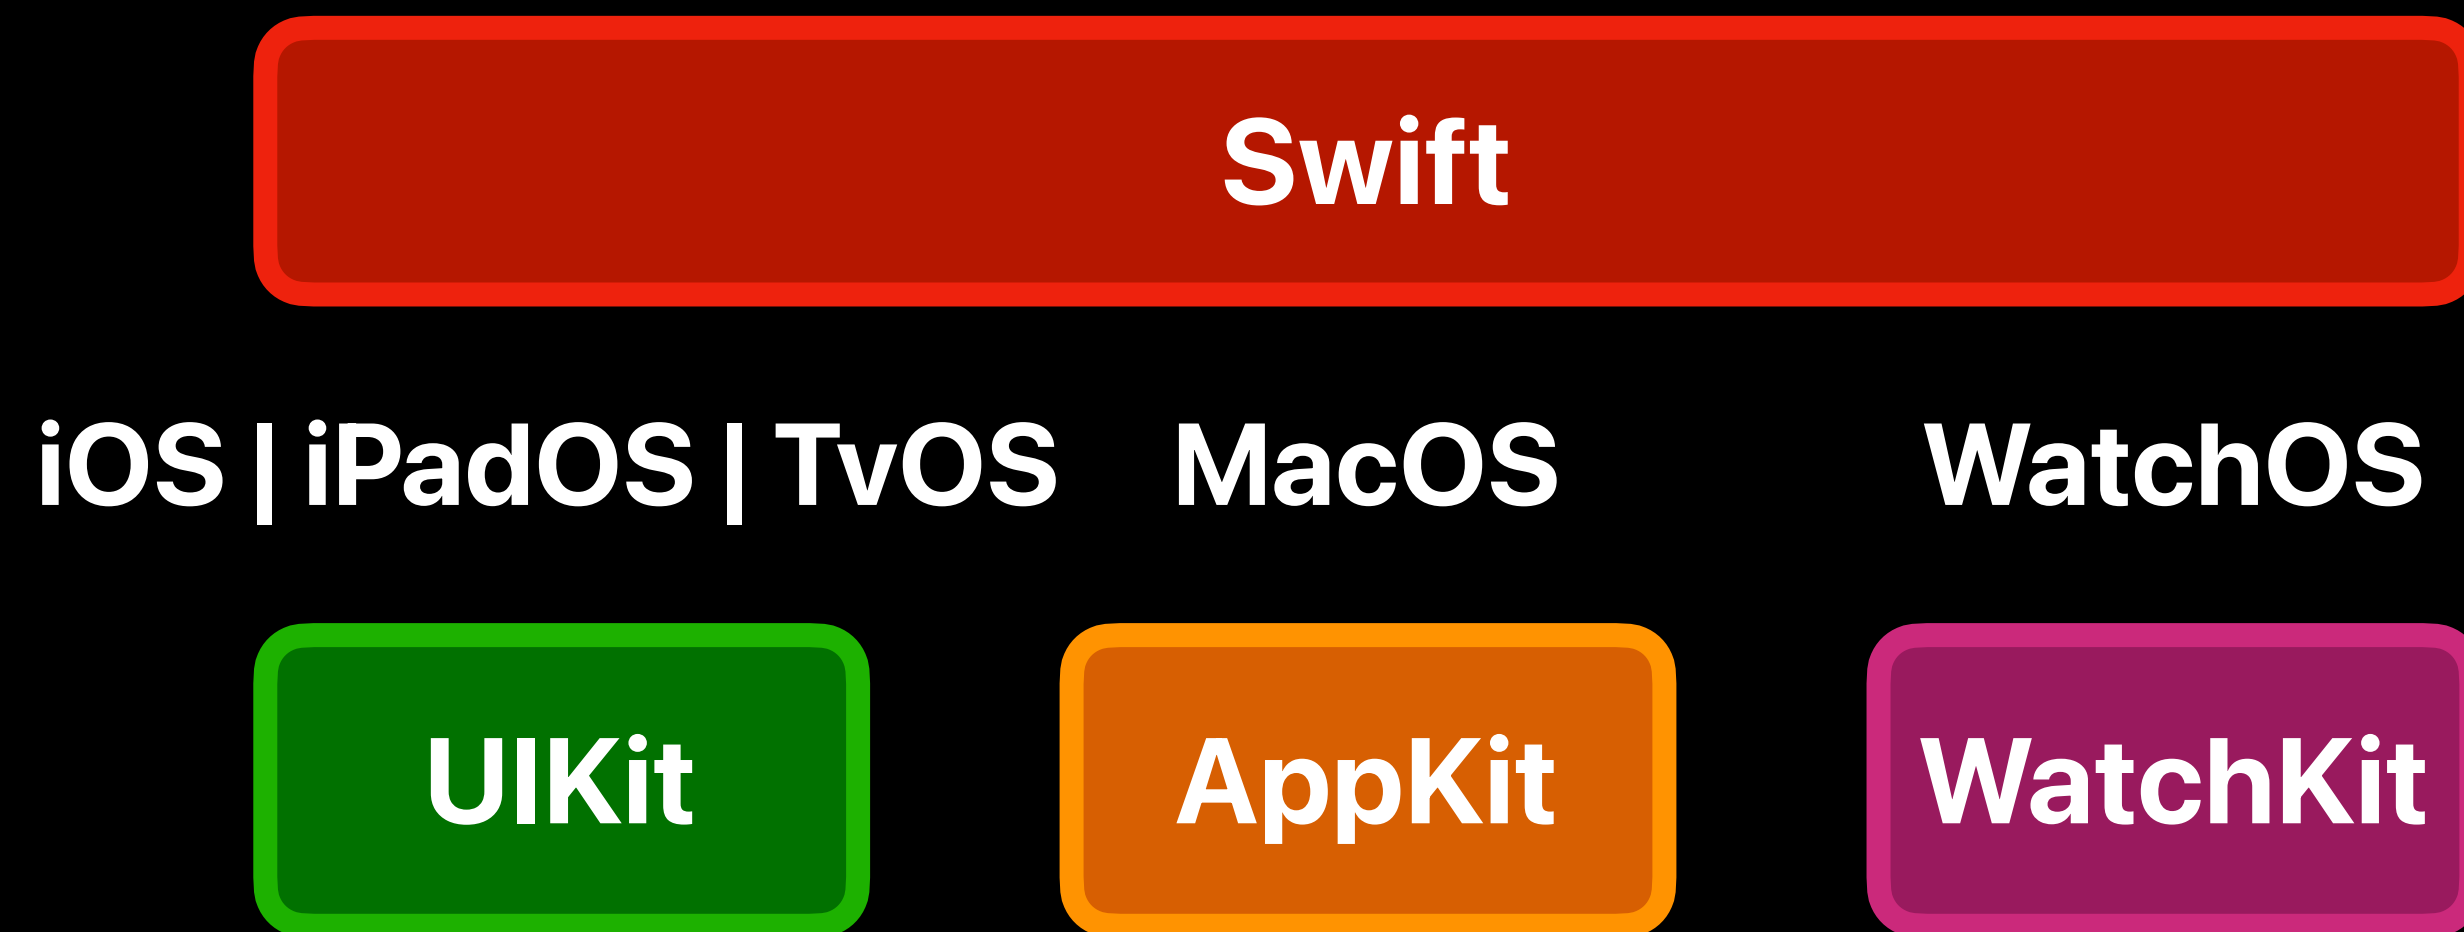 Swift
iOS | iPadOS | TvOS MacOS WatchOS
UIKit AppKit WatchKit